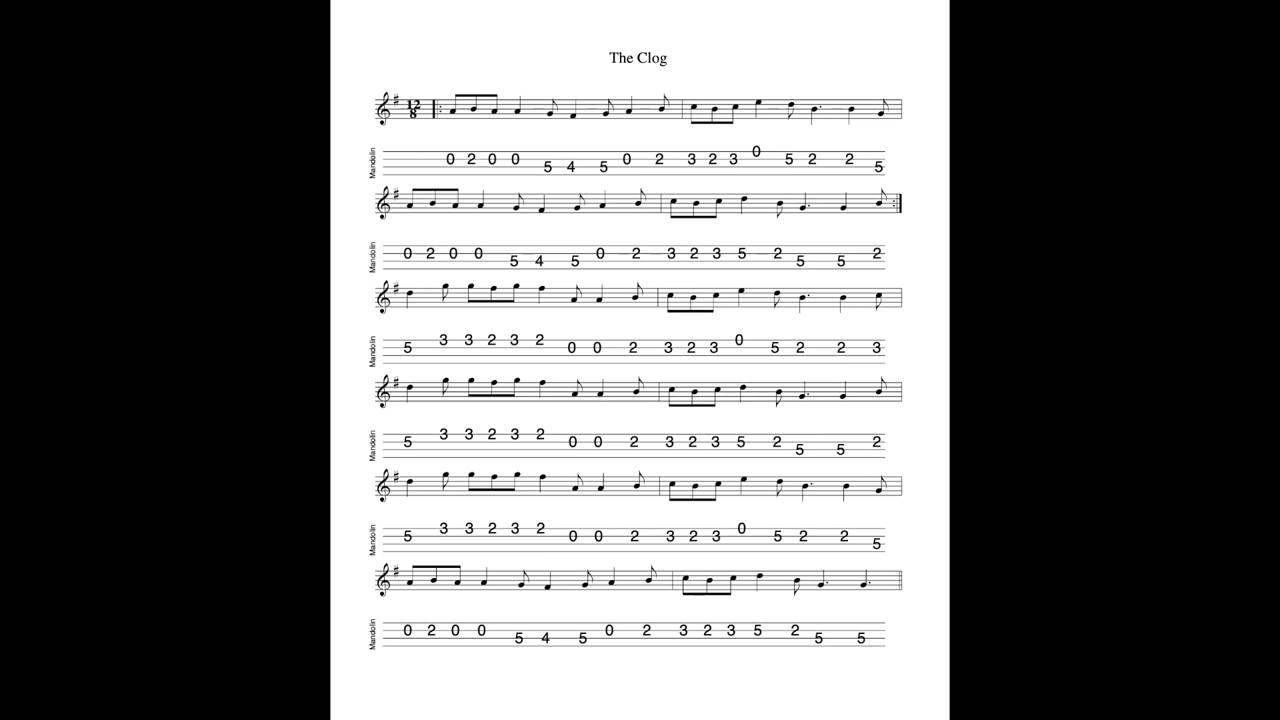 The Clog
12
8
Mandolin
0 2 0 0 5 4 5 0 2 3 2 3 0 5 2 2 5
Mandolin
0 2 0 0 5 4 5 0 2 3 2 3 5 2 5 5 2
Mandolin
5 3 3 2 3 2 0 0 2 3 2 3 0 5 2 2 3
Mandolin
5 3 3 2 3 2 0 0 2 3 2 3 5 2 5 5 2
Mandolin
5 3 3 2 3 2 0 0 2 3 2 3 0 5 2 2 5
Mandolin
0 2 0 0 5 4 5 0 2 3 2 3 5 2 5 5